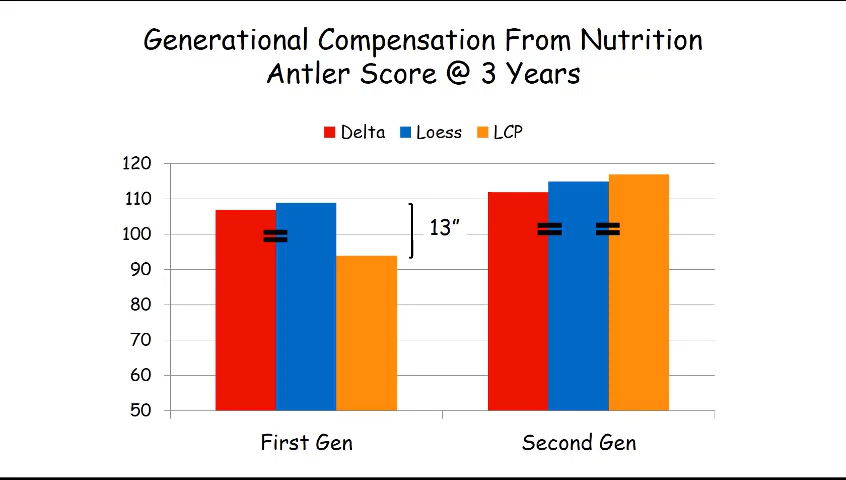 Generational Compensation From Nutrition
Antler Score @ 3 Years
Delta Loess LCP
120
110
100
90
80
70
60
50
13”
= = =
First Gen Second Gen